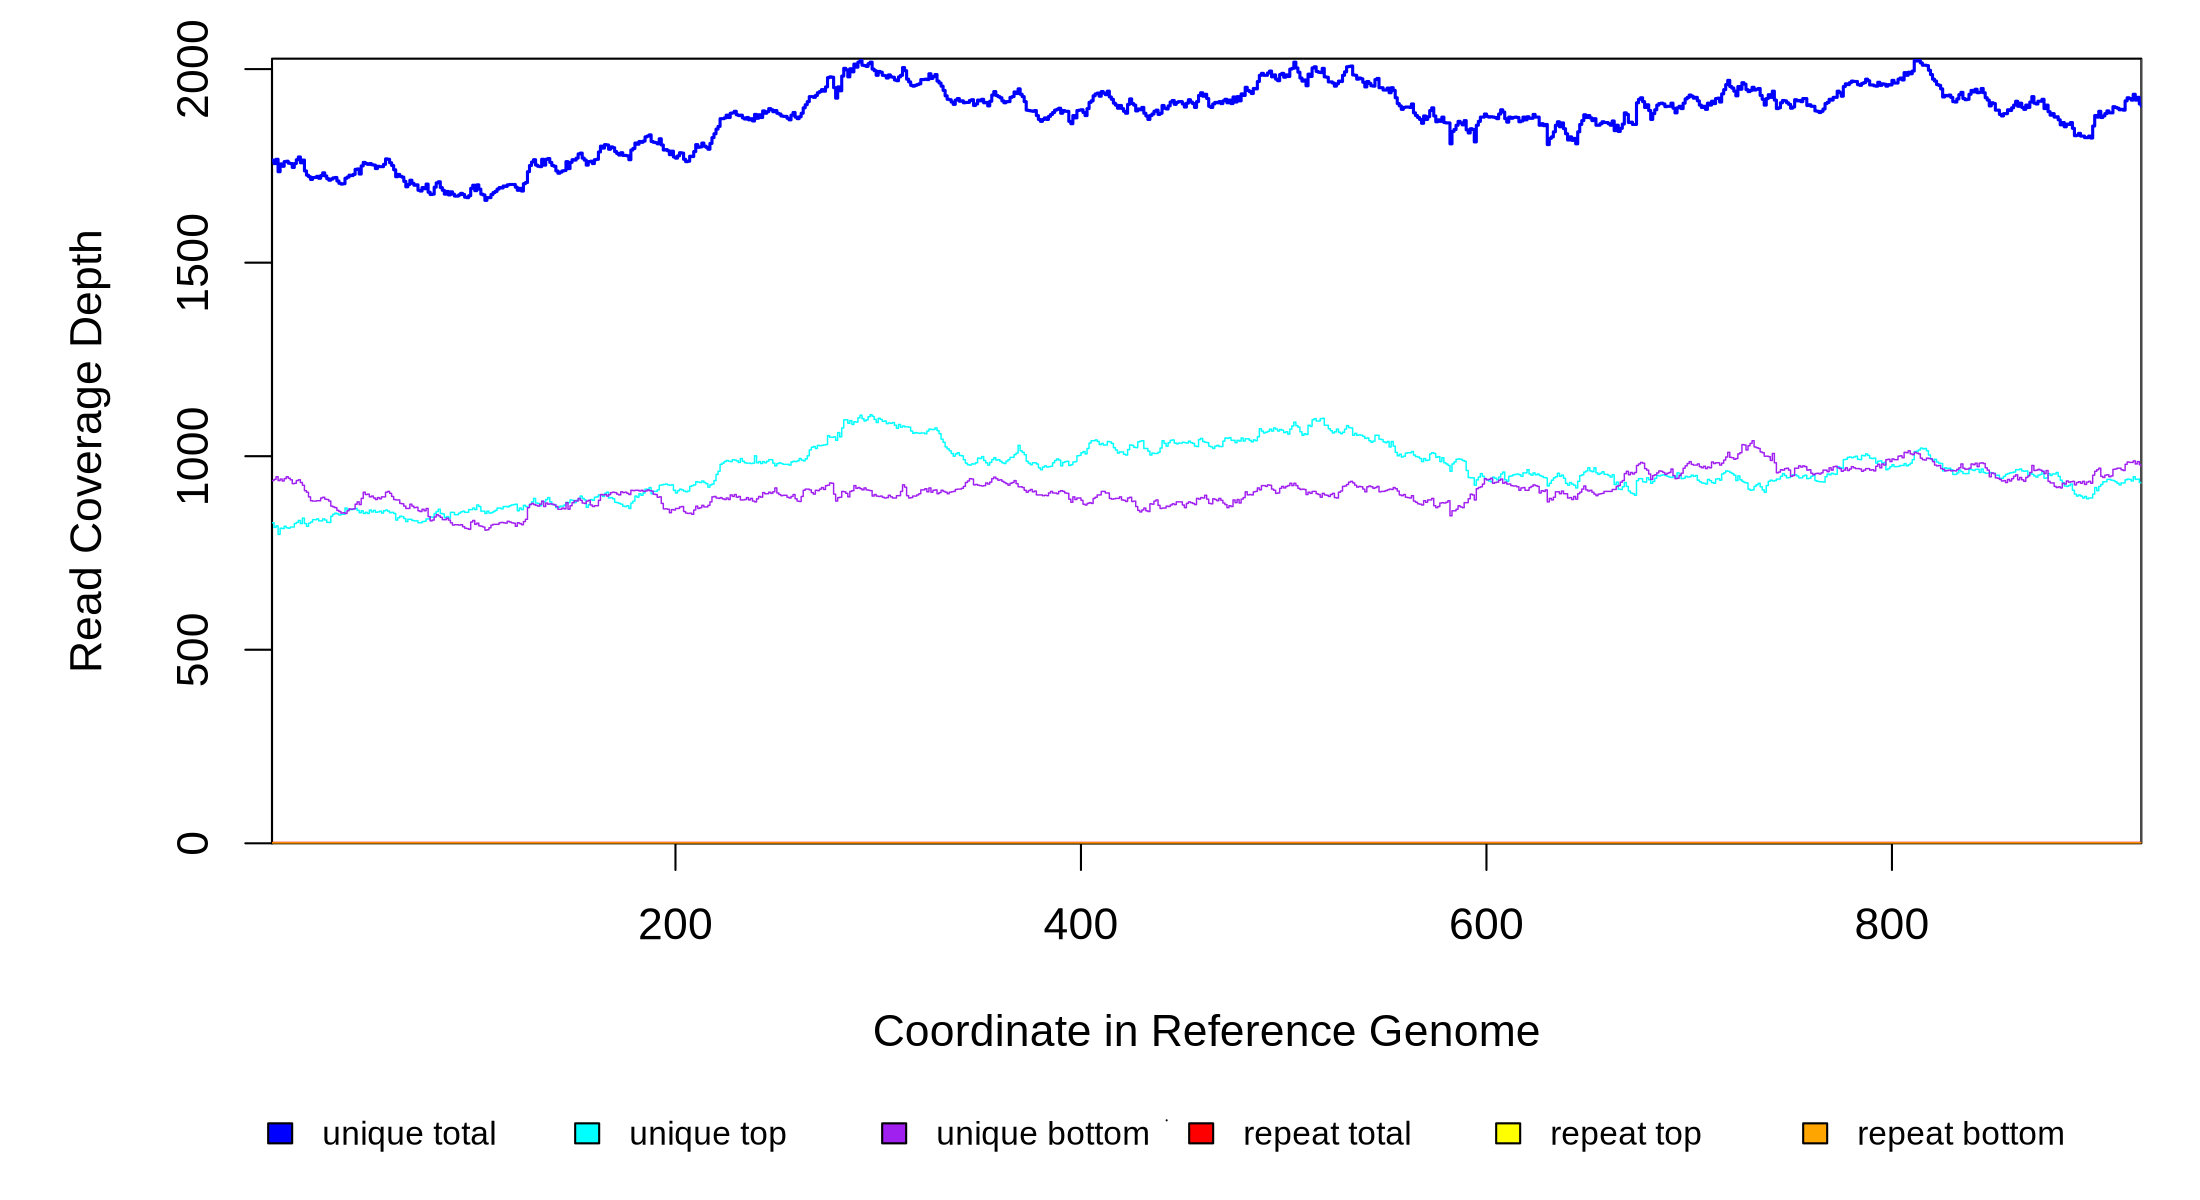 2000
1500
1000
500
0
Read Coverage Depth
200 400 600 800
Coordinate in Reference Genome
unique total unique top unique bottom repeat total repeat top repeat bottom